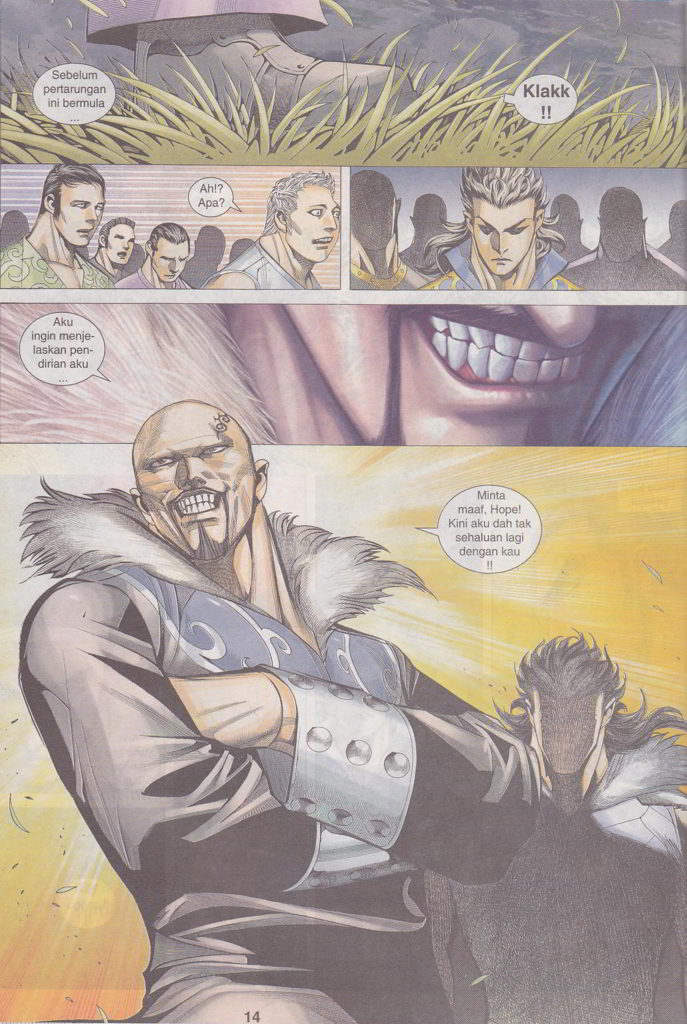 Sebelum
pertarungan
ini bermula
...
Klakk
!!
Ah!?
Apa?
Aku
ingin menje-
laskan pen-
dirian aku
...
Minta
maaf, Hope!
Kini aku dah tak
sehaluan lagi
dengan kau
!!
14